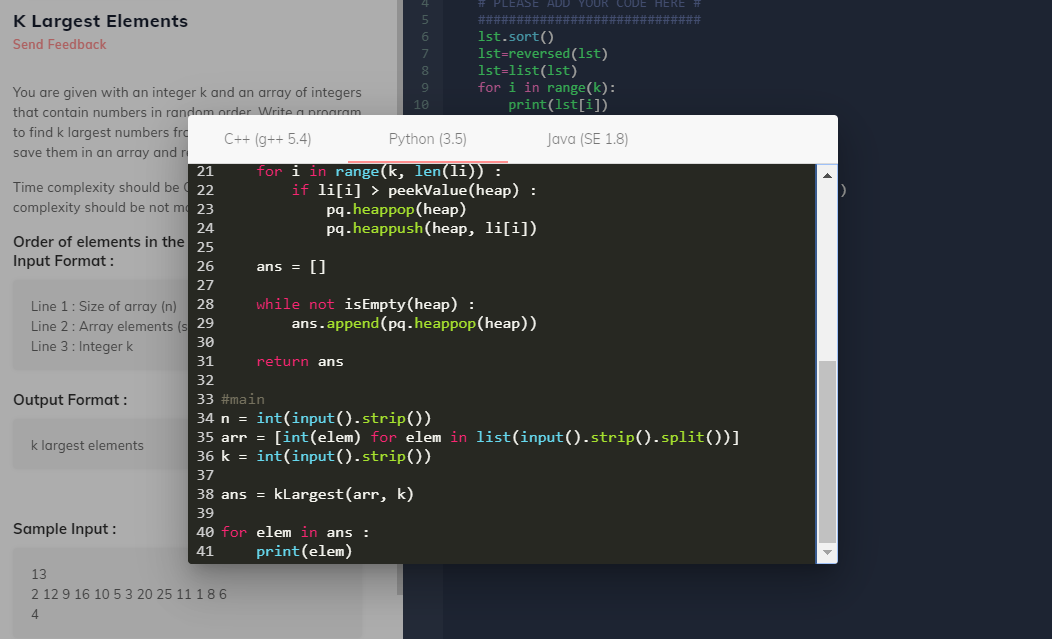 K Largest Elements
Send Feedback
You are given with an integer k and an array of integers
that contain numbers in random order. Write a program
to find k largest numbers
save them in an array and
Time complexity should be
complexity should be not
Order of elements in the
Input Format :
Line 1 : Size of array (n)
Line 2 : Array elements
Line 3 : Integer k
Output Format :
k largest elements
Sample Input :
13
2 12 9 16 10 5 3 20 25 11 1 8 6
4
4 # PLEASE ADD YOUR CODE HERE #
5 #############################
6 lst.sort()
7 lst=reversed(lst)
8 lst=list(lst)
9 for i in range(k):
10 print(lst[i])
)
C++ (g++ 5.4) Python (3.5) Java (SE 1.8)
21 for i in range(k, len(li)) :
22 if li[i] > peekValue(heap) :
23 pq.heappop(heap)
24 pq.heappush(heap, li[i])
25
26 ans = []
27
28 while not isEmpty(heap) :
29 ans.append(pq.heappop(heap))
30
31 return ans
32
33 #main
34 n = int(input().strip())
35 arr = [int(elem) for elem in list(input().strip().split())]
36 k = int(input().strip())
37
38 ans = kLargest(arr, k)
39
40 for elem in ans :
41 print(elem)